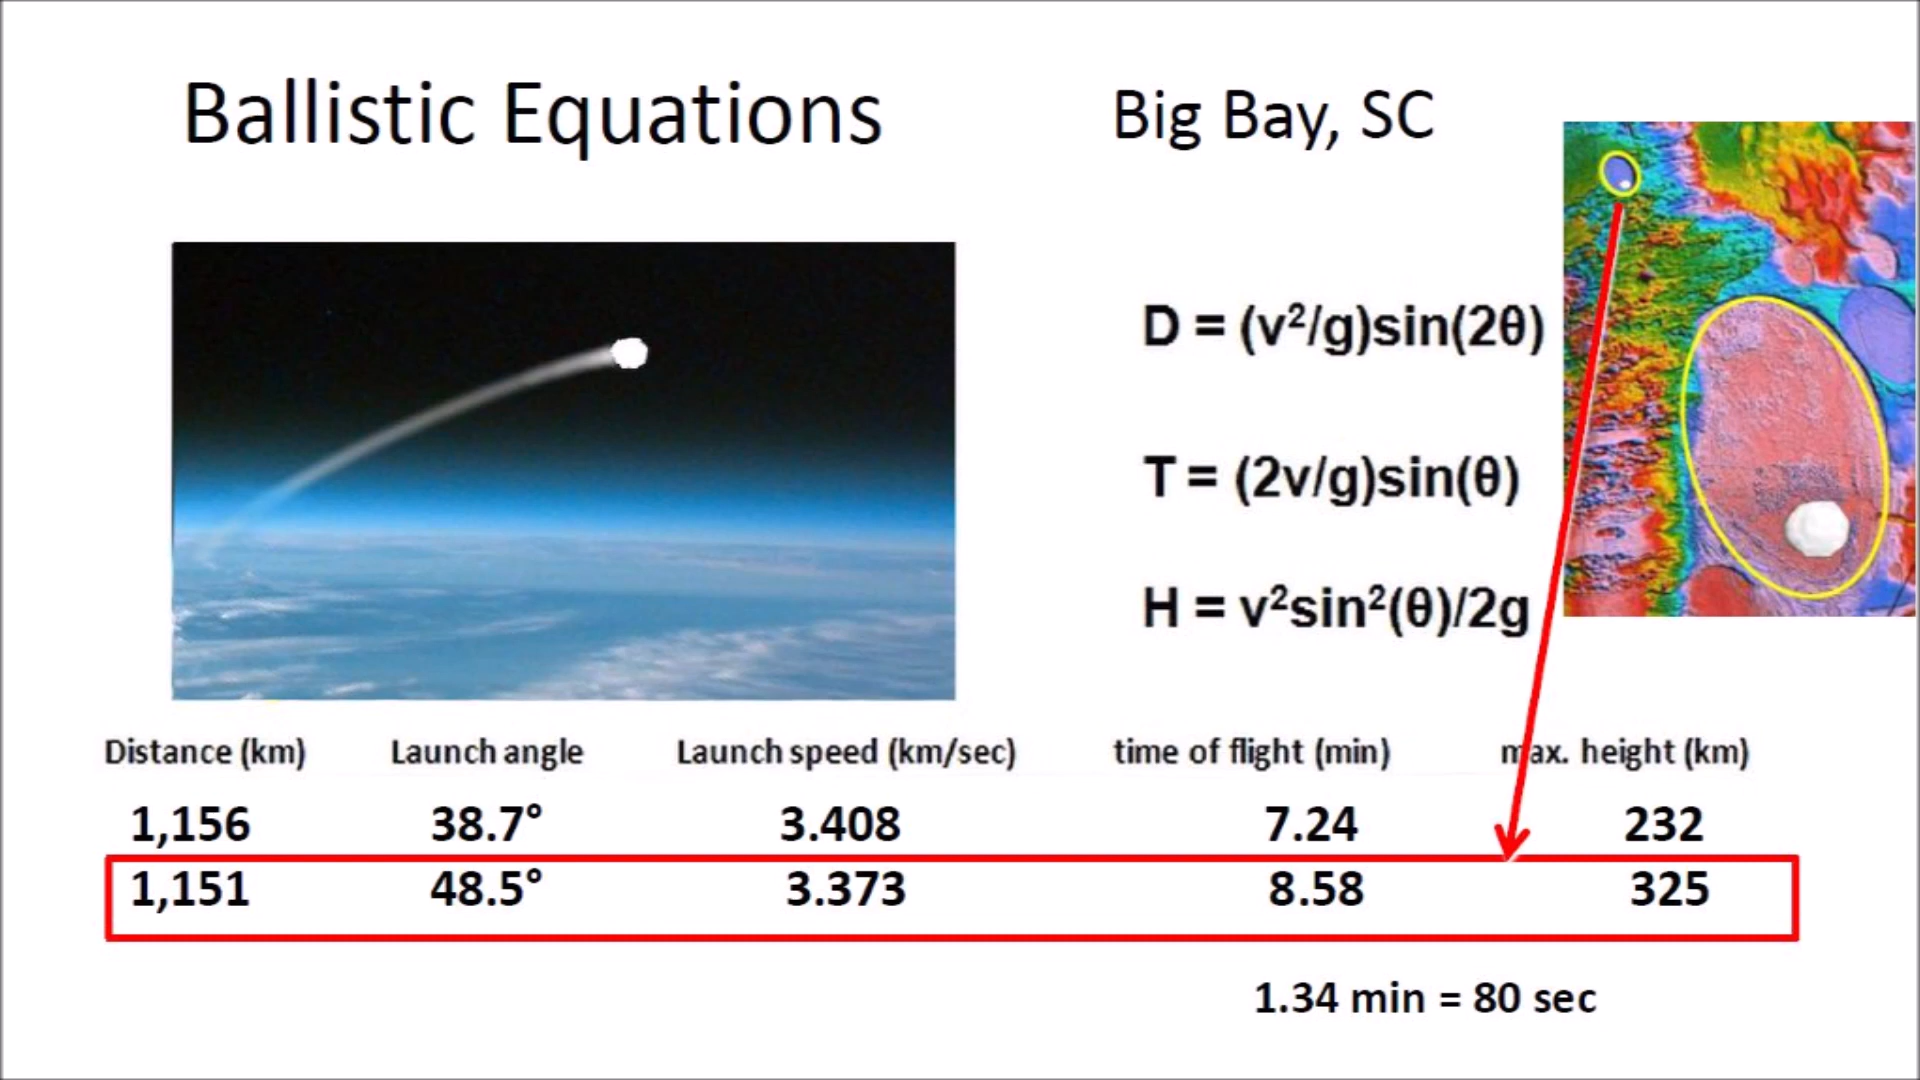 Ballistic Equations
Big Bay, SC
D = (v²/g)sin(2θ)
T = (2v/g)sin(θ)
H = v²sin²(θ)/2g
Distance (km) Launch angle Launch speed (km/sec) time of flight (min) max. height (km)
1,156 38.7° 3.408 7.24 232
1,151 48.5° 3.373 8.58 325
1.34 min = 80 sec